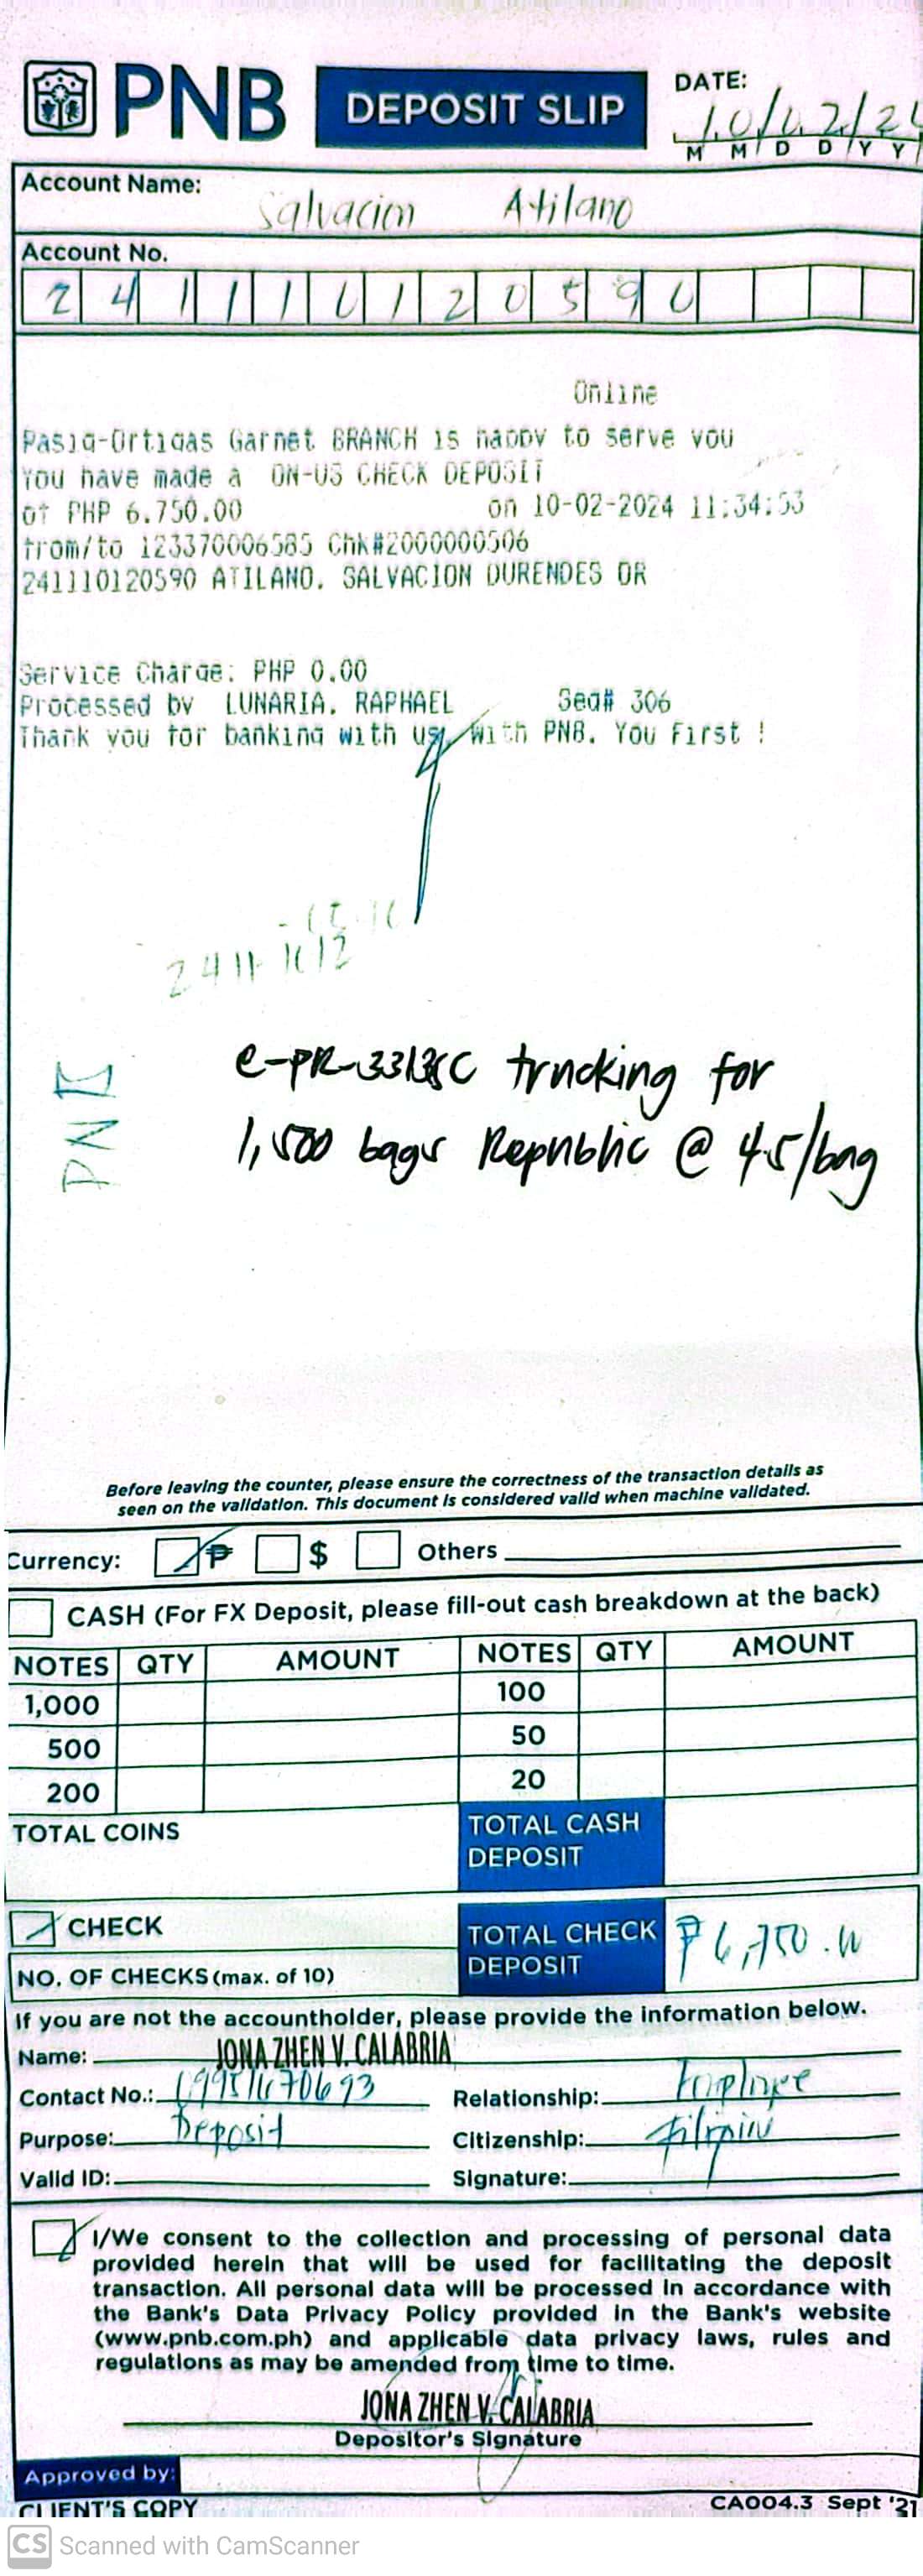 PNB DEPOSIT SLIP DATE:
10/02/24
M M D D Y Y
Account Name: Salvacion Atilano
Account No.
2 4 1 1 1 0 1 2 0 5 9 0
Online
Pasig-Ortigas Garnet BRANCH is happy to serve you
You have made a ON-US CHECK DEPOSIT
of PHP 6,750.00 on 10-02-2024 11:34:53
from/to 123370006585 Chk#2000000506
241110120590 ATILANO, SALVACION DURENDES OR
Service Charge: PHP 0.00
Processed by LUNARIA, RAPHAEL Seq# 306
Thank you for banking with us, with PNB, You First !
2411-1012
PNB
trucking for
1,500 bags Republic @ 4.5/bag
Before leaving the counter, please ensure the correctness of the transaction details as
seen on the validation. This document is considered valid when machine validated.
Currency: ₱ $ Others
CASH (For FX Deposit, please fill-out cash breakdown at the back)
NOTES QTY AMOUNT NOTES QTY AMOUNT
1,000 100
500 50
200 20
TOTAL COINS TOTAL CASH DEPOSIT
CHECK TOTAL CHECK DEPOSIT ₱6,750.00
NO. OF CHECKS (max. of 10)
If you are not the accountholder, please provide the information below.
Name: JONA ZHEN V. CALABRIA
Contact No.: 09951670693 Relationship: Employee
Purpose: Deposit Citizenship: Filipino
Valid ID: Signature:
I/We consent to the collection and processing of personal data
provided herein that will be used for facilitating the deposit
transaction. All personal data will be processed in accordance with
the Bank's Data Privacy Policy provided in the Bank's website
(www.pnb.com.ph) and applicable data privacy laws, rules and
regulations as may be amended from time to time.
JONA ZHEN V. CALABRIA
Depositor's Signature
Approved by:
CLIENT'S COPY CA004.3 Sept '21
CS Scanned with CamScanner